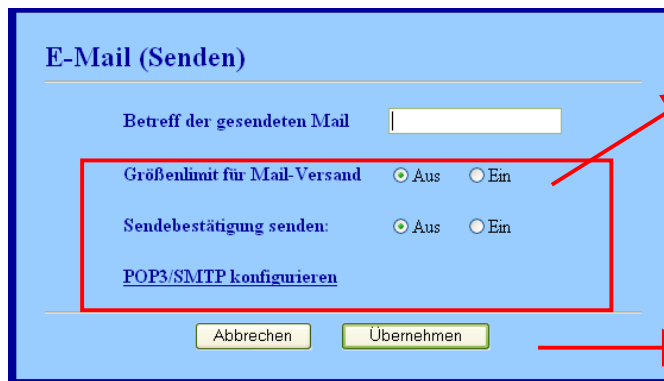 E-Mail (Senden)
Betreff der gesendeten Mail
Größenlimit für Mail-Versand Aus Ein
Sendebestätigung senden: Aus Ein
POP3/SMTP konfigurieren
Abbrechen Übernehmen